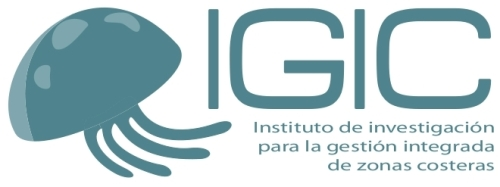 IGIC
Instituto de investigación
para la gestión integrada
de zonas costeras